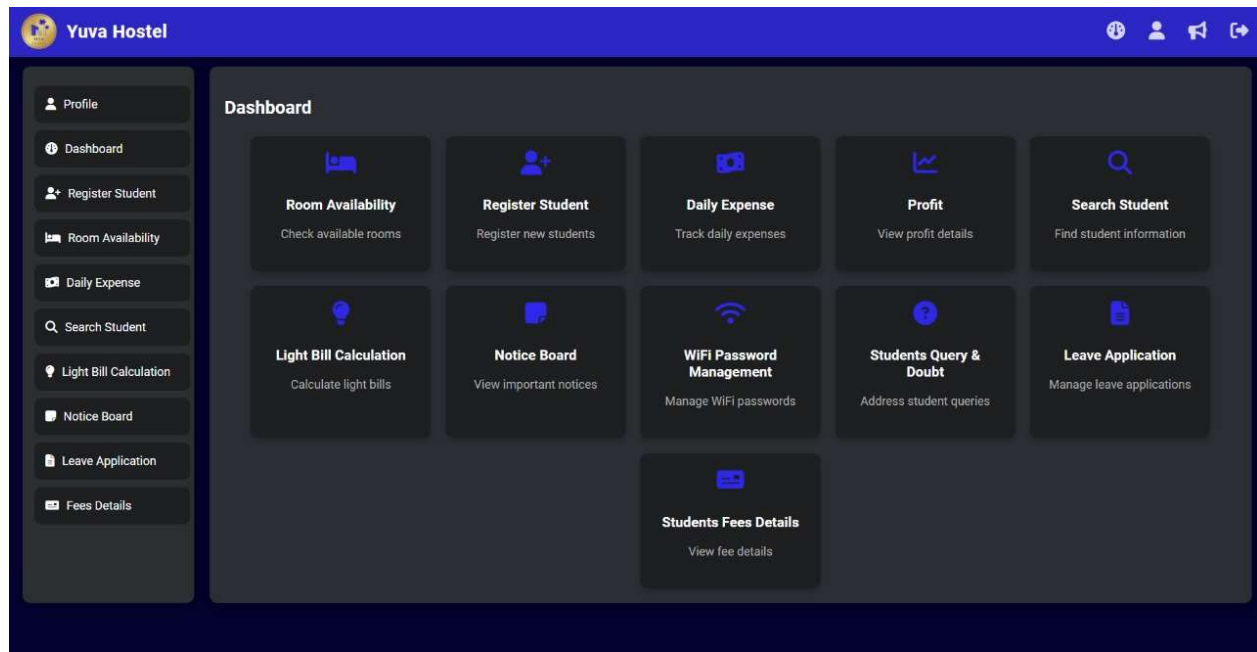 Yuva Hostel
Profile
Dashboard
Register Student
Room Availability
Daily Expense
Search Student
Light Bill Calculation
Notice Board
Leave Application
Fees Details
Dashboard
Room Availability
Check available rooms
Register Student
Register new students
Daily Expense
Track daily expenses
Profit
View profit details
Search Student
Find student information
Light Bill Calculation
Calculate light bills
Notice Board
View important notices
WiFi Password
Management
Manage WiFi passwords
Students Query &
Doubt
Address student queries
Leave Application
Manage leave applications
Students Fees Details
View fee details